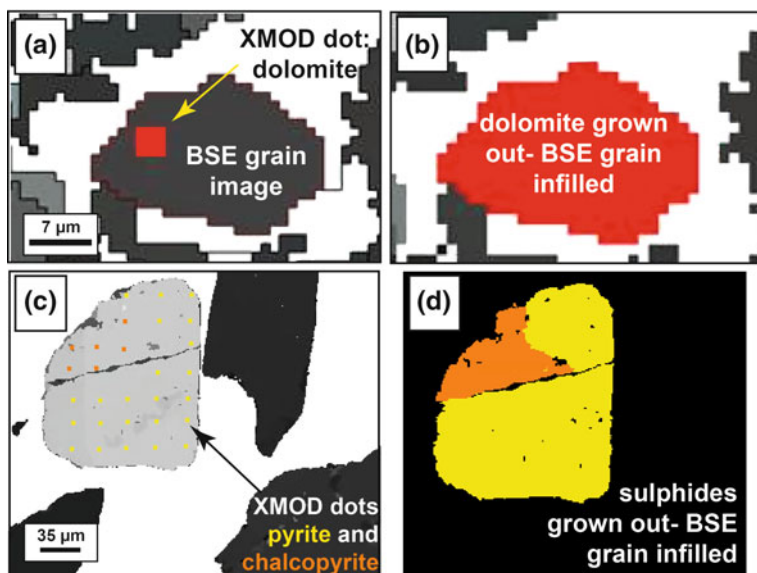 (a)
XMOD dot:
dolomite
BSE grain
image
7 µm
(b)
dolomite grown
out- BSE grain
infilled
(c)
XMOD dots
pyrite and
chalcopyrite
35 µm
(d)
sulphides
grown out- BSE
grain infilled